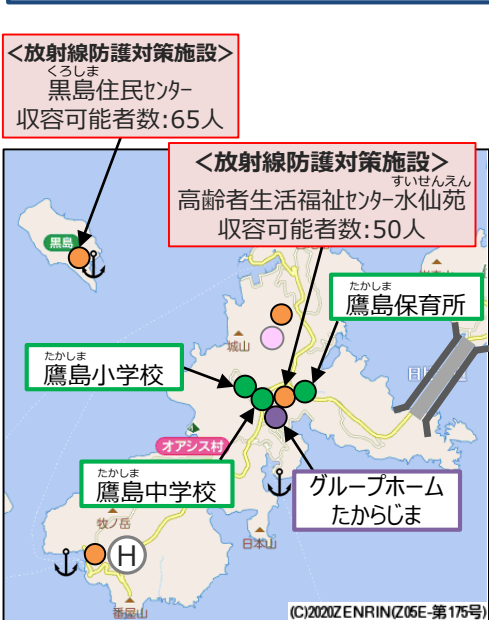 <放射線防護対策施設>
くろしま
黒島住民ｾﾝﾀｰ
収容可能者数:65人
<放射線防護対策施設>
すいせんえん
高齢者生活福祉ｾﾝﾀｰ水仙苑
収容可能者数:50人
黒島
たかしま
鷹島保育所
城山
たかしま
鷹島小学校
オアシス村
たかしま
鷹島中学校
グループホーム
たからじま
牧ノ岳
日本山
H
番屋山
(C)2020ZENRIN(Z05E-第175号)